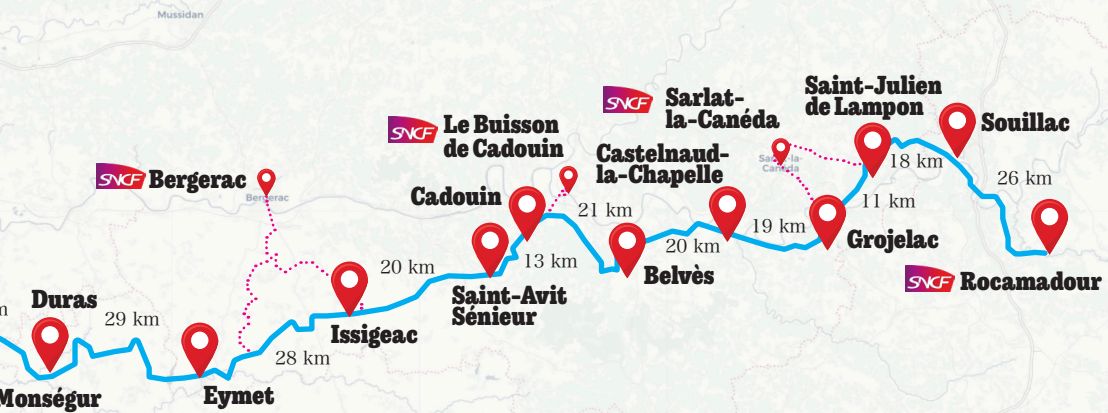 Mussidan
SNCF
Bergerac
Bergerac
SNCF
Le Buisson
de Cadouin
SNCF
Sarlat-
la-Canéda
Saint-Julien
de Lampon
Souillac
Castelnaud-
la-Chapelle
Cadouin
18 km
26 km
11 km
21 km
19 km
20 km
Grojelac
13 km
20 km
Belvès
SNCF
Rocamadour
Saint-Avit
Sénieur
Duras
29 km
Issigeac
28 km
Eymet
Monségur